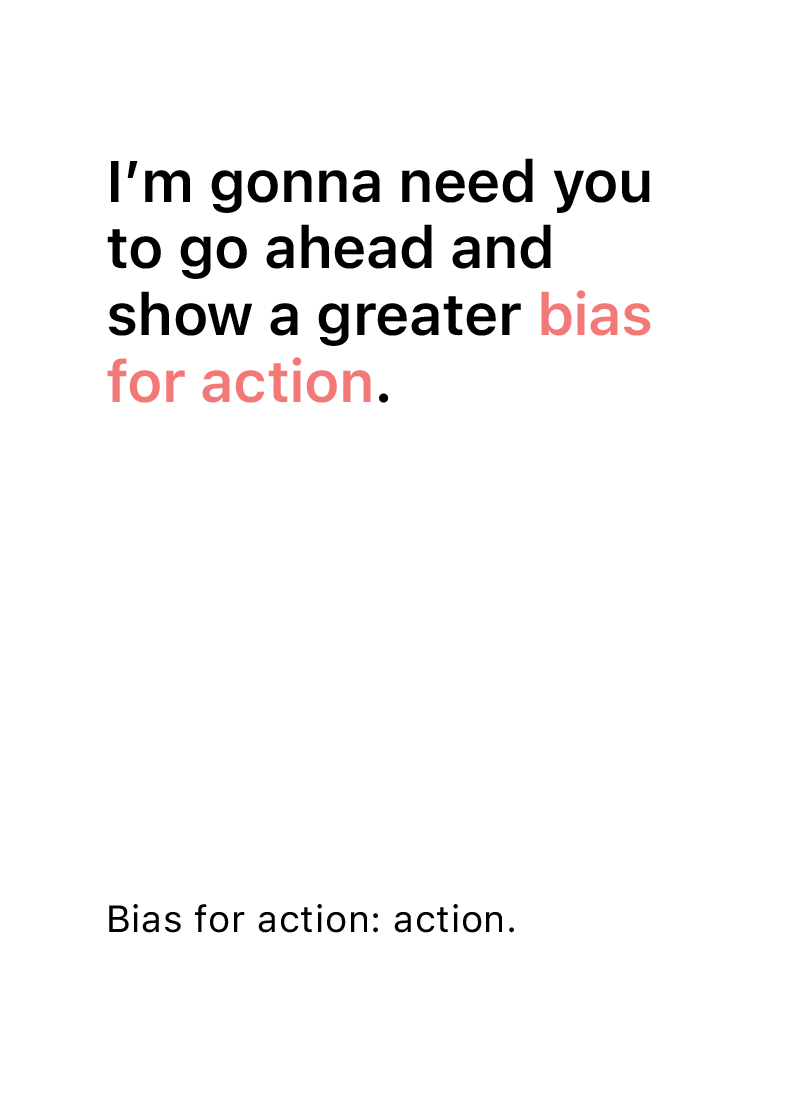 I’m gonna need you
to go ahead and
show a greater bias
for action.
Bias for action: action.